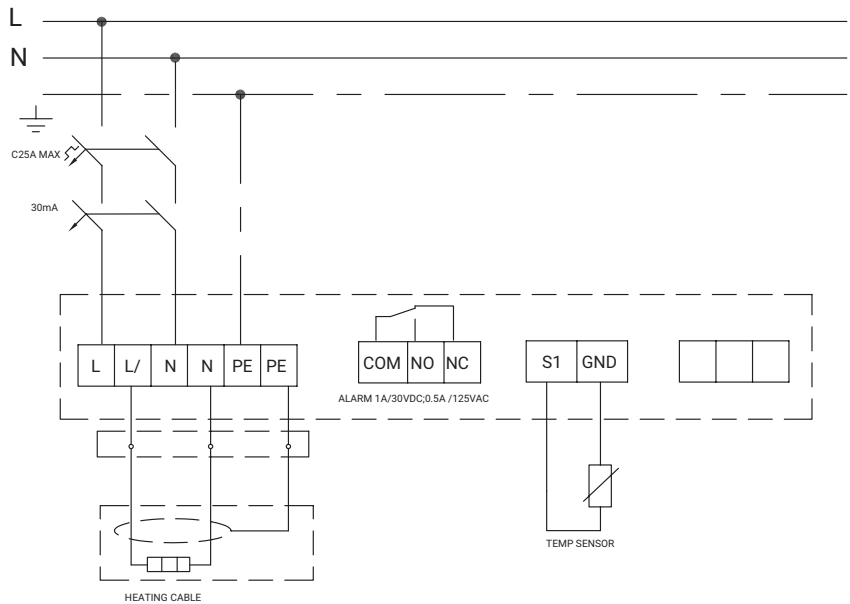 L
N
C25A MAX
30mA
L L/ N N PE PE
COM NO NC
S1 GND
ALARM 1A/30VDC;0.5A /125VAC
TEMP SENSOR
HEATING CABLE